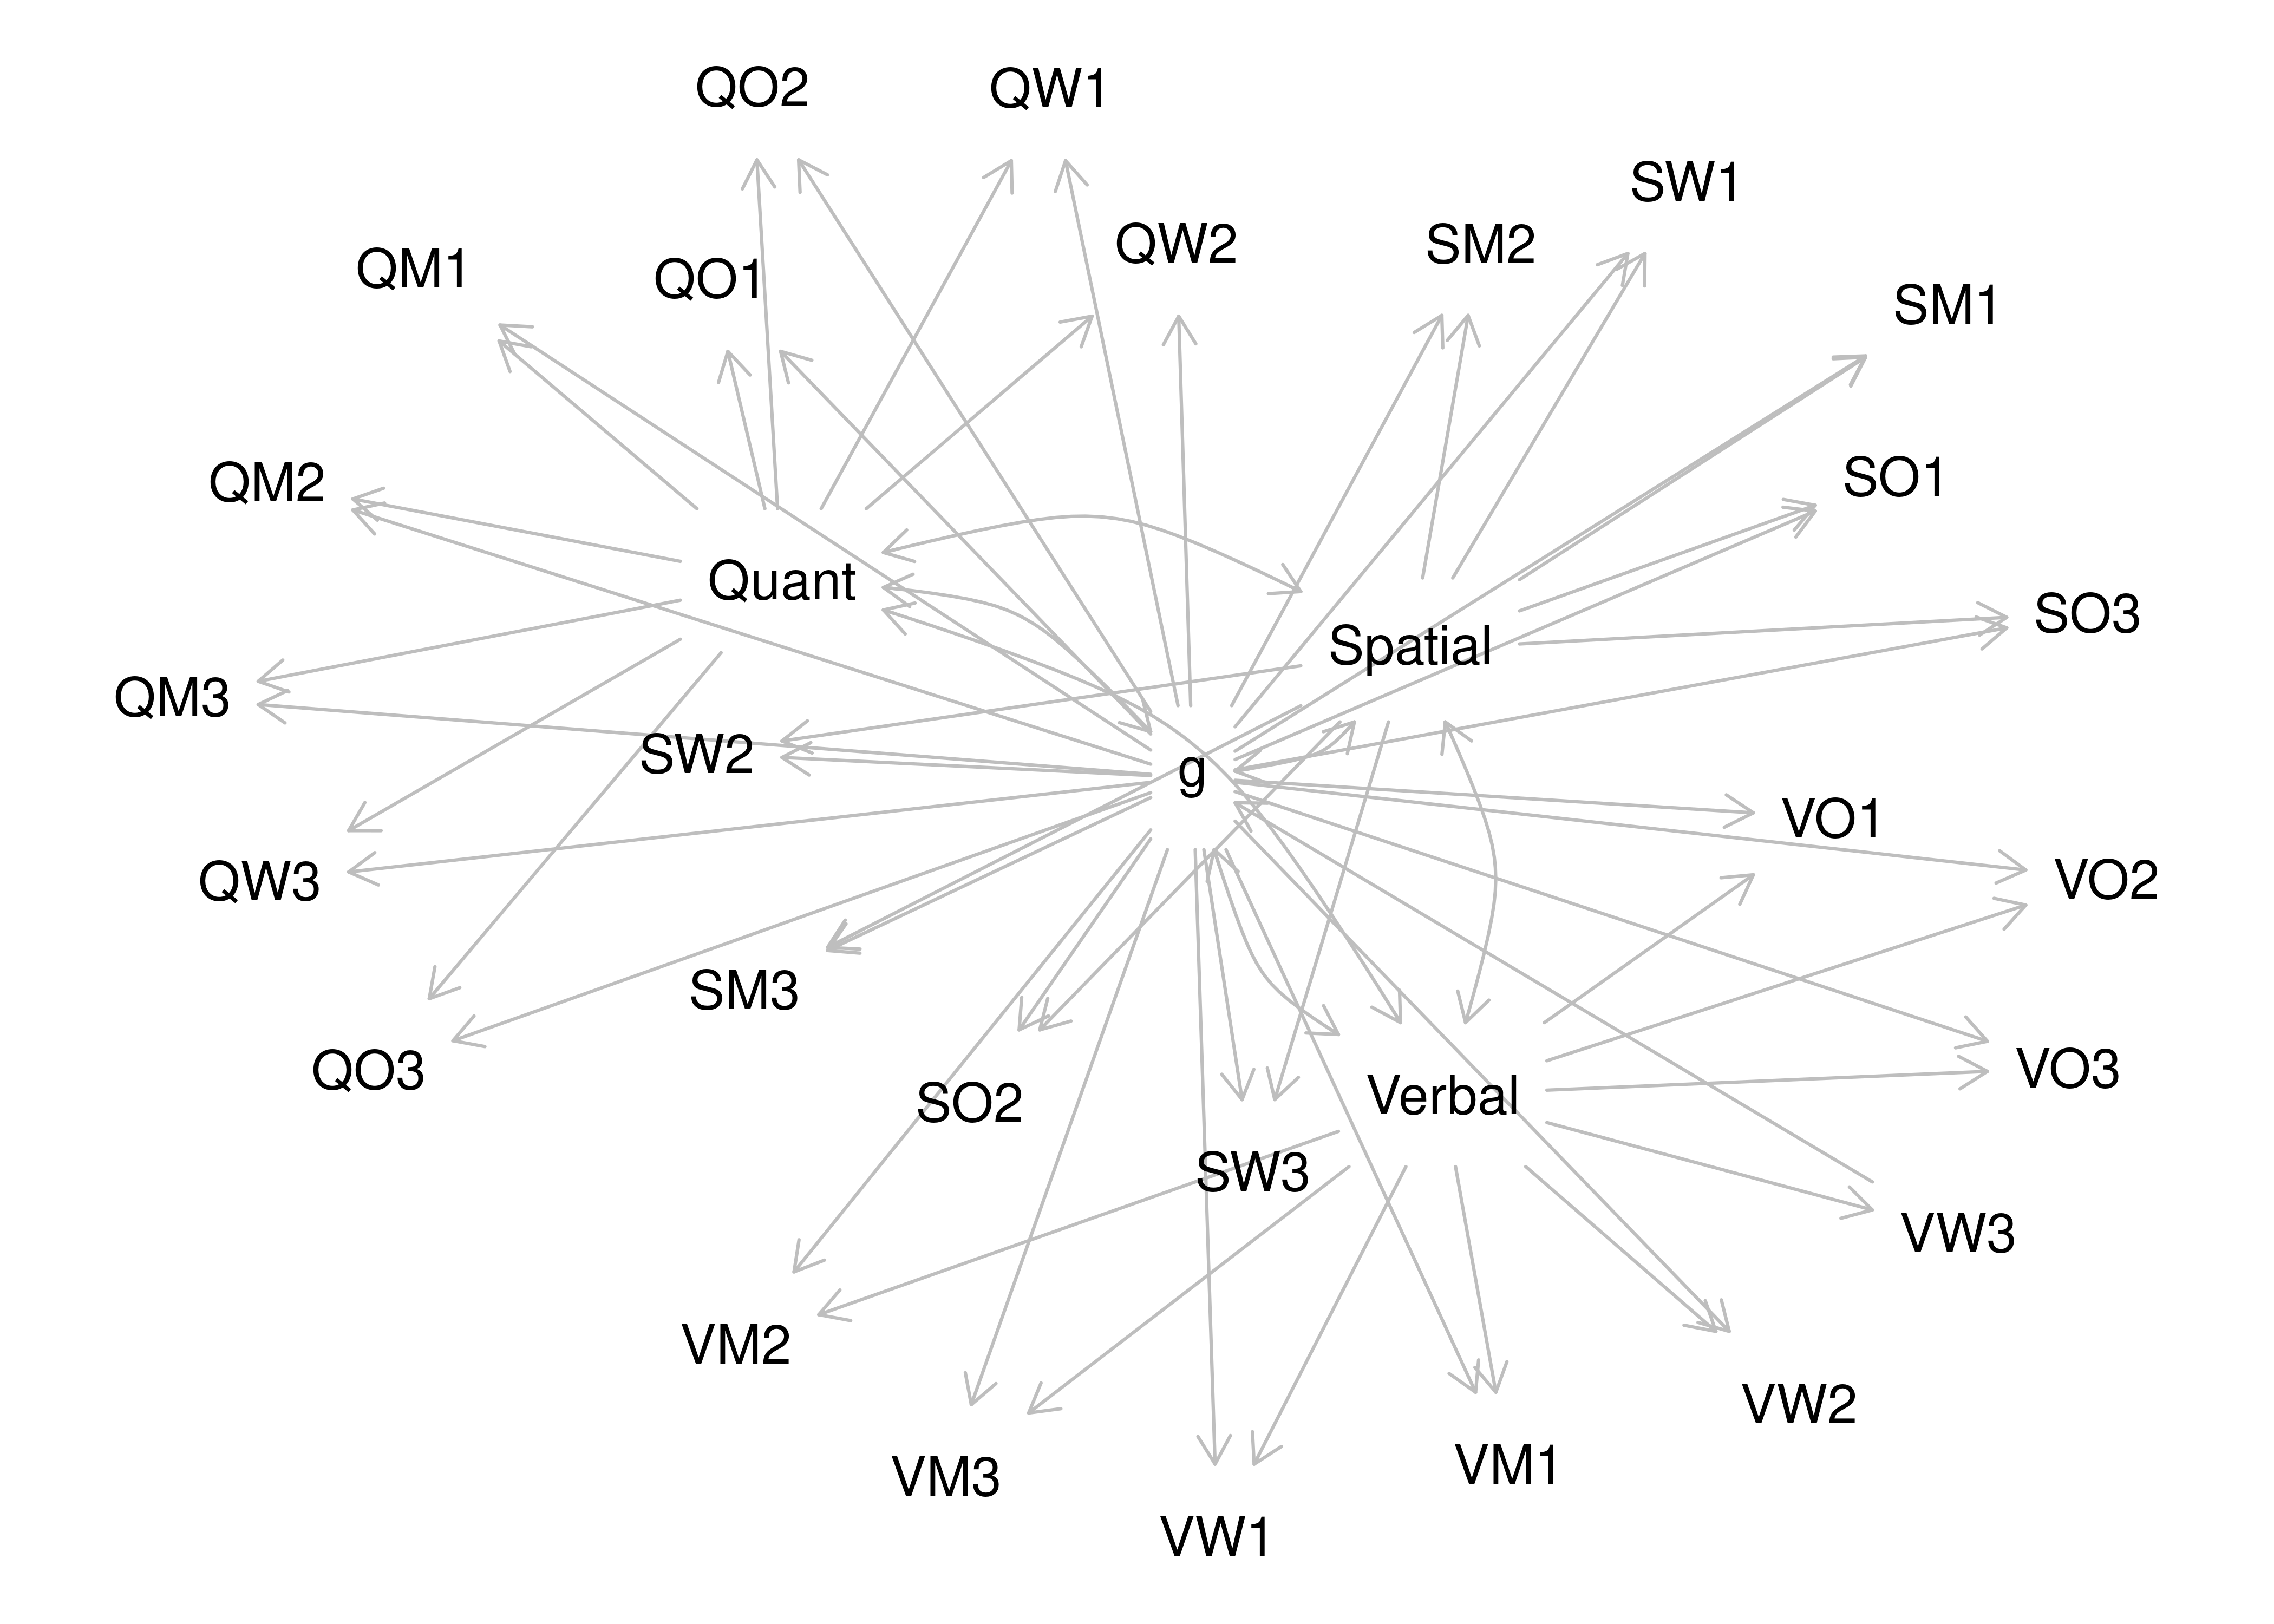 QO2
QW1
SW1
QW2
SM2
QM1
QO1
SM1
QM2
SO1
Quant
SO3
Spatial
QM3
SW2
g
VO1
QW3
VO2
SM3
QO3
VO3
SO2
Verbal
SW3
VW3
VM2
VW2
VM3
VM1
VW1